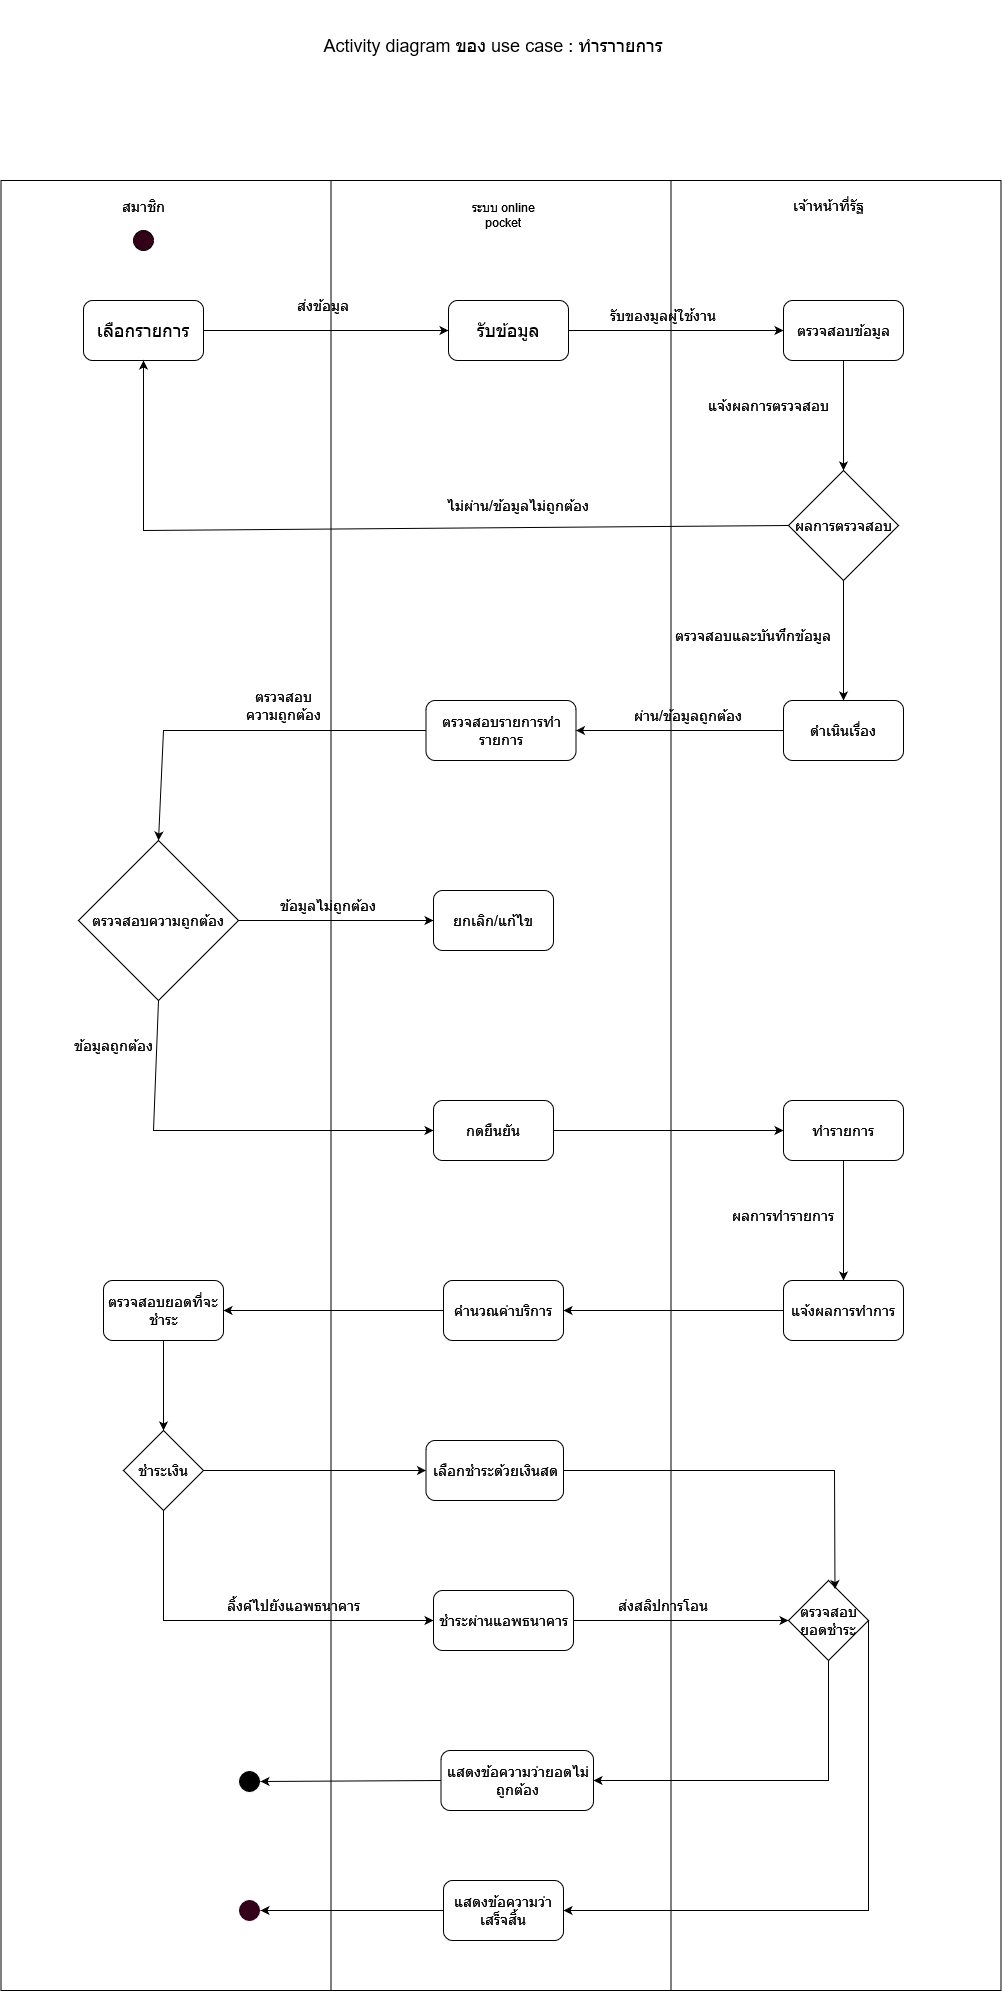 Activity diagram ของ use case : ทำราายการ
สมาชิก
ระบบ online
pocket
เจ้าหน้าที่รัฐ
เลือกรายการ
ส่งข้อมูล
รับข้อมูล
รับของมูลผู้ใช้งาน
ตรวจสอบข้อมูล
แจ้งผลการตรวจสอบ
ไม่ผ่าน/ข้อมูลไม่ถูกต้อง
ผลการตรวจสอบ
ตรวจสอบและบันทึกข้อมูล
ตรวจสอบ
ความถูกต้อง
ตรวจสอบรายการทำ
รายการ
ผ่าน/ข้อมูลถูกต้อง
ดำเนินเรื่อง
ตรวจสอบความถูกต้อง
ข้อมูลไม่ถูกต้อง
ยกเลิก/แก้ไข
ข้อมูลถูกต้อง
กดยืนยัน
ทำรายการ
ผลการทำรายการ
ตรวจสอบยอดที่จะ
ชำระ
คำนวณค่าบริการ
แจ้งผลการทำการ
ชำระเงิน
เลือกชำระด้วยเงินสด
ลิ้งค์ไปยังแอพธนาคาร
ชำระผ่านแอพธนาคาร
ส่งสลิปการโอน
ตรวจสอบ
ยอดชำระ
แสดงข้อความว่ายอดไม่
ถูกต้อง
แสดงข้อความว่า
เสร็จสิ้น